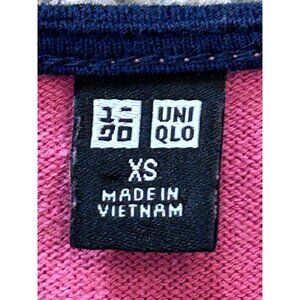 ユニ UNI
クロ QLO
XS
MADE IN
VIETNAM